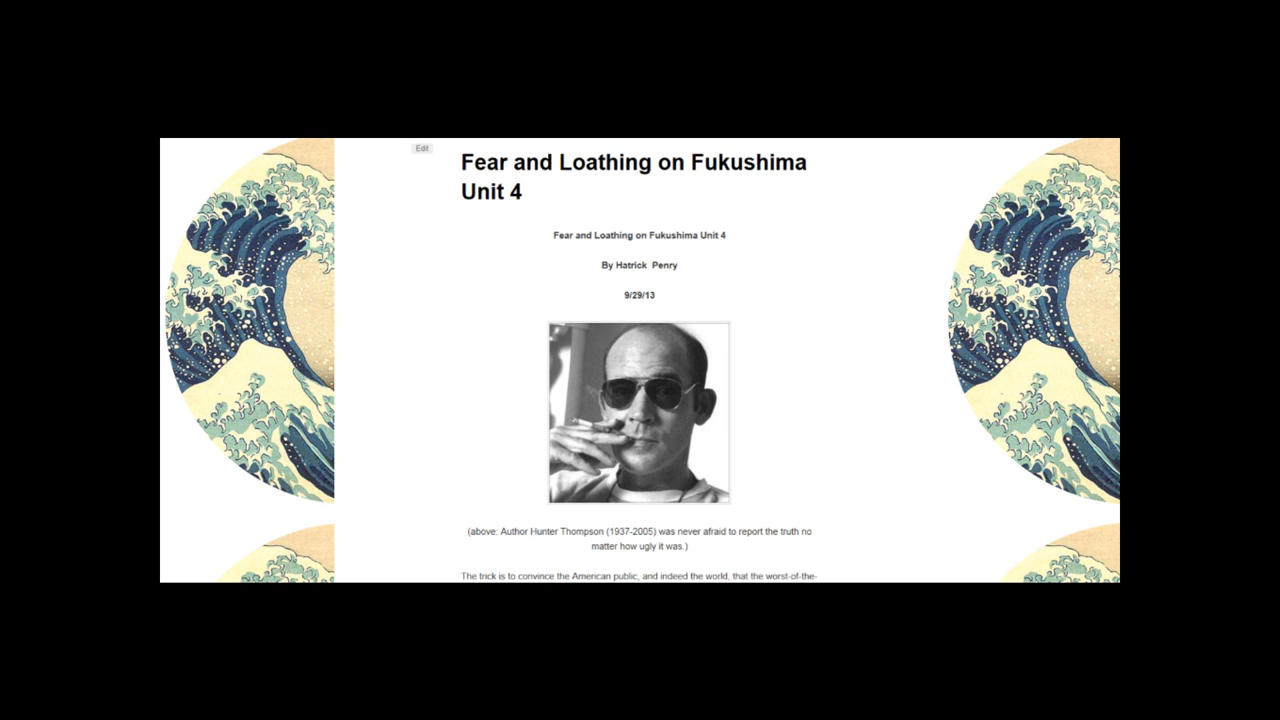 Edit
Fear and Loathing on Fukushima
Unit 4
Fear and Loathing on Fukushima Unit 4
By Hatrick Penry
9/29/13
(above: Author Hunter Thompson (1937-2005) was never afraid to report the truth no
matter how ugly it was.)
The trick is to convince the American public, and indeed the world, that the worst-of-the-